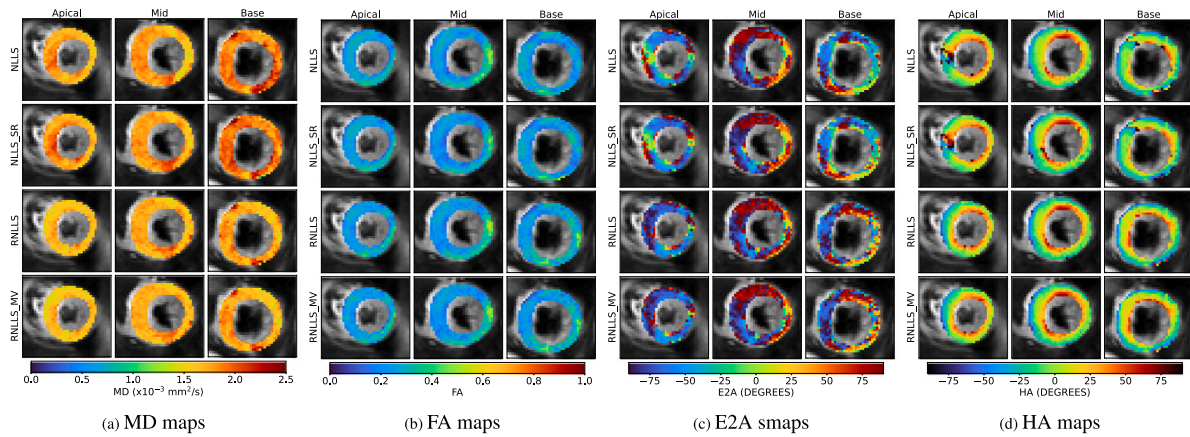 Apical Mid Base
NLLS
NLLS_SR
RNLLS
RNLLS_MV
0.0 0.5 1.0 1.5 2.0 2.5
MD (x10⁻³ mm²/s)
(a) MD maps
Apical Mid Base
NLLS
NLLS_SR
RNLLS
RNLLS_MV
0.0 0.2 0.4 0.6 0.8 1.0
FA
(b) FA maps
Apical Mid Base
NLLS
NLLS_SR
RNLLS
RNLLS_MV
−75 −50 −25 0 25 50 75
E2A (DEGREES)
(c) E2A smaps
Apical Mid Base
NLLS
NLLS_SR
RNLLS
RNLLS_MV
−75 −50 −25 0 25 50 75
HA (DEGREES)
(d) HA maps